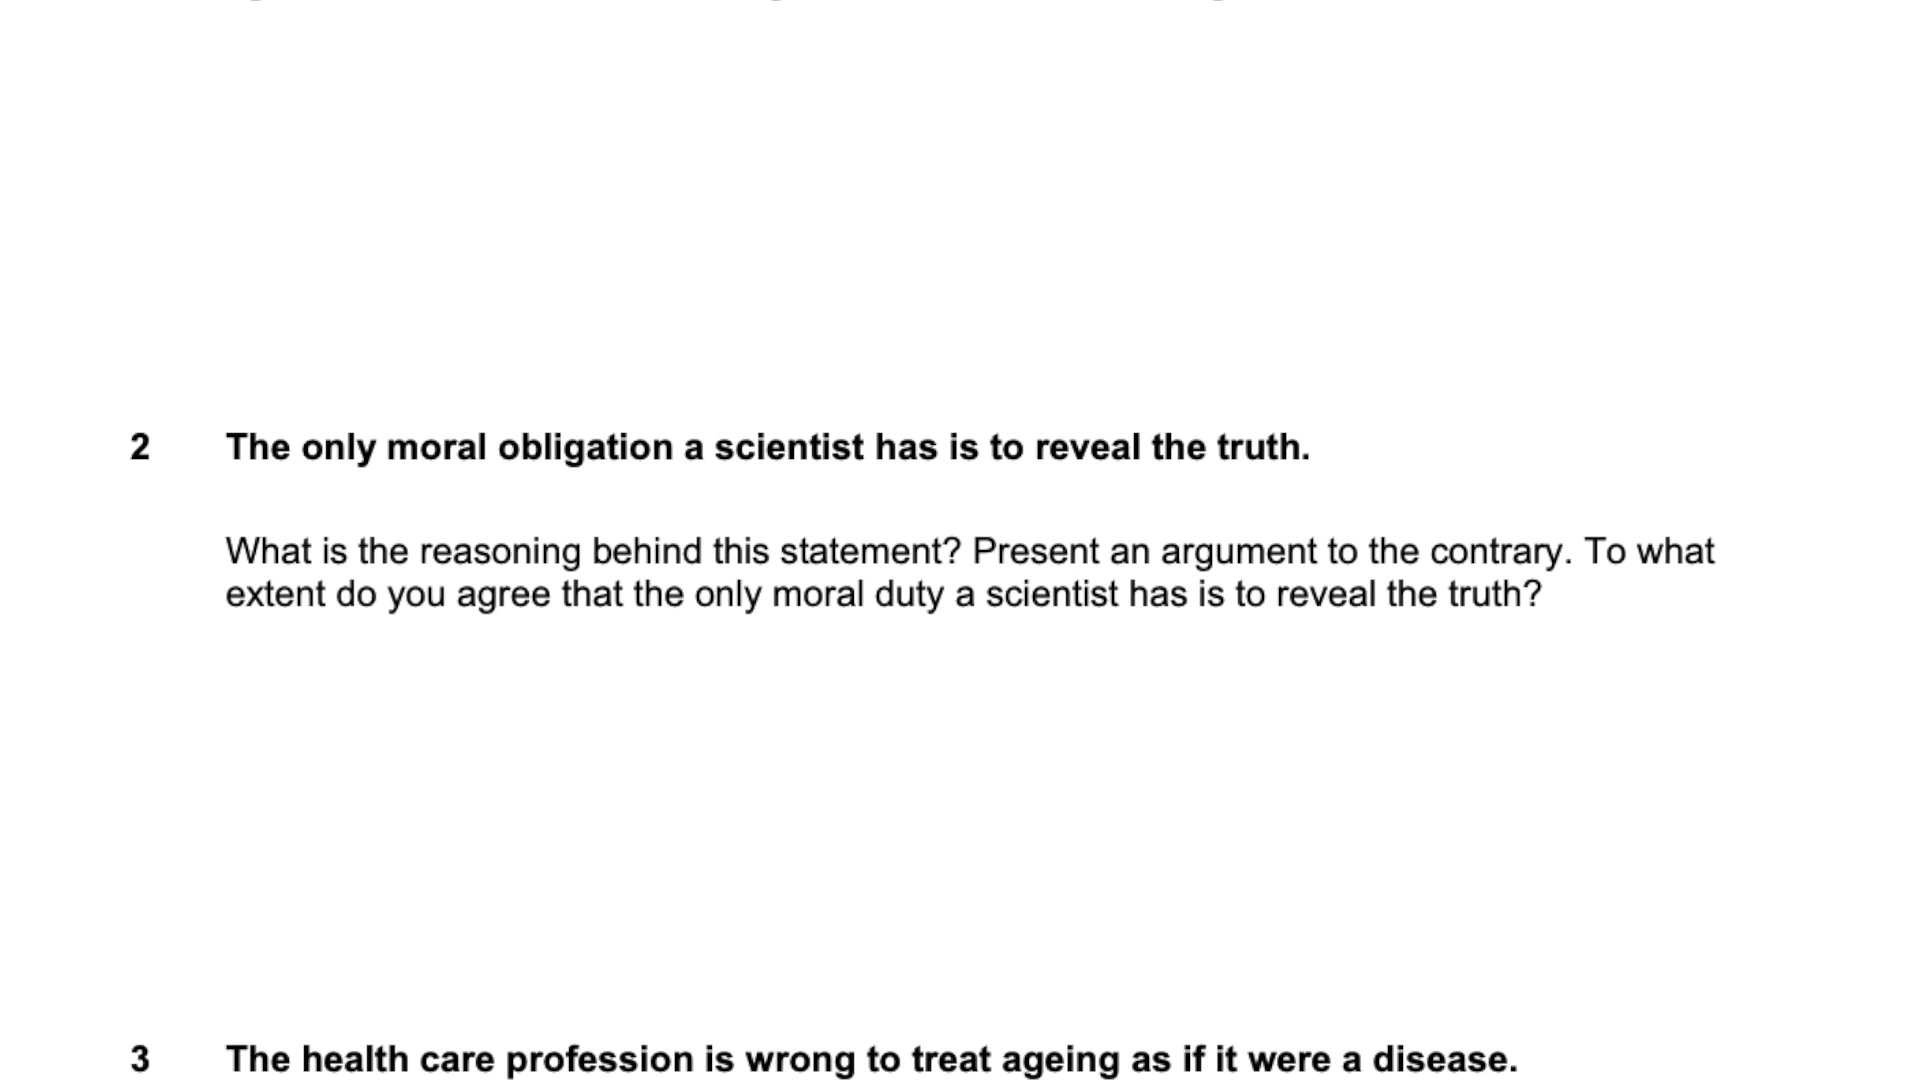 2 The only moral obligation a scientist has is to reveal the truth.
What is the reasoning behind this statement? Present an argument to the contrary. To what
extent do you agree that the only moral duty a scientist has is to reveal the truth?
3 The health care profession is wrong to treat ageing as if it were a disease.